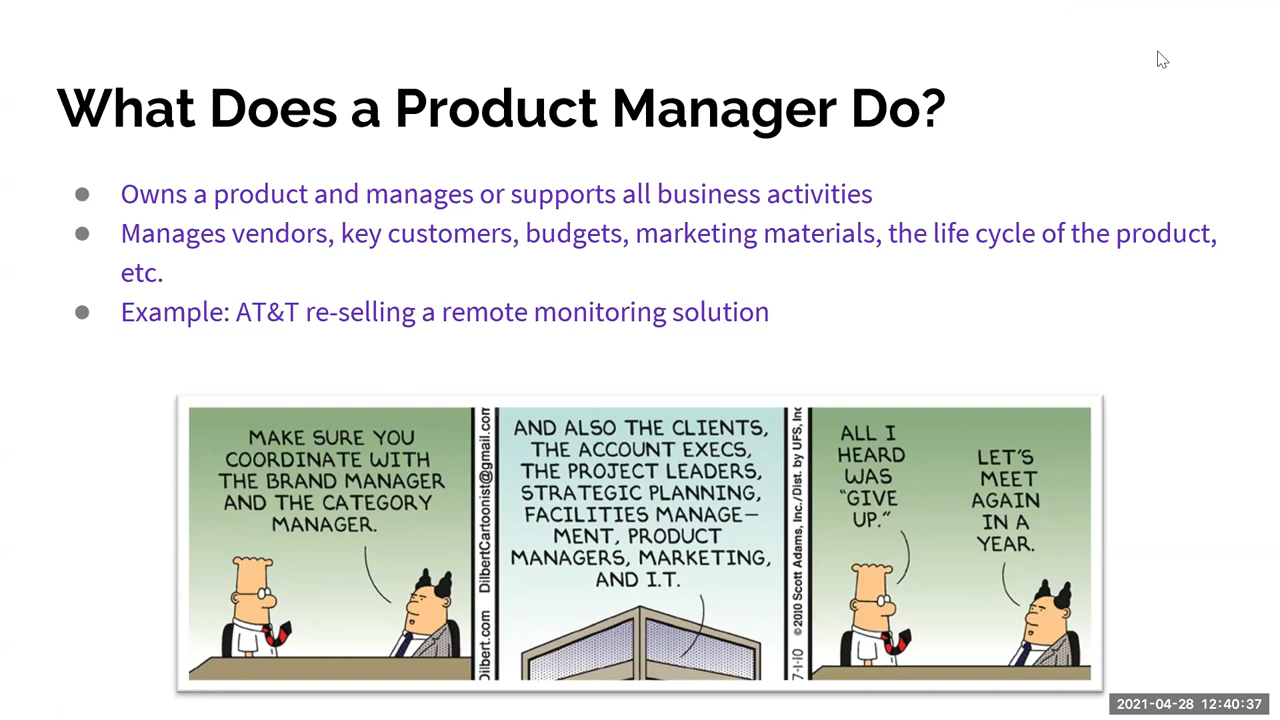 What Does a Product Manager Do?
Owns a product and manages or supports all business activities
Manages vendors, key customers, budgets, marketing materials, the life cycle of the product,
etc.
Example: AT&T re-selling a remote monitoring solution
MAKE SURE YOU
COORDINATE WITH
THE BRAND MANAGER
AND THE CATEGORY
MANAGER.
Dilbert.com DilbertCartoonist@gmail.com
AND ALSO THE CLIENTS,
THE ACCOUNT EXECS,
THE PROJECT LEADERS,
STRATEGIC PLANNING,
FACILITIES MANAGE—
MENT, PRODUCT
MANAGERS, MARKETING,
AND I.T.
7-1-10 ©2010 Scott Adams, Inc./Dist. by UFS, Inc
ALL I
HEARD
WAS
“GIVE
UP.”
LET'S
MEET
AGAIN
IN A
YEAR.
2021-04-28 12:40:37